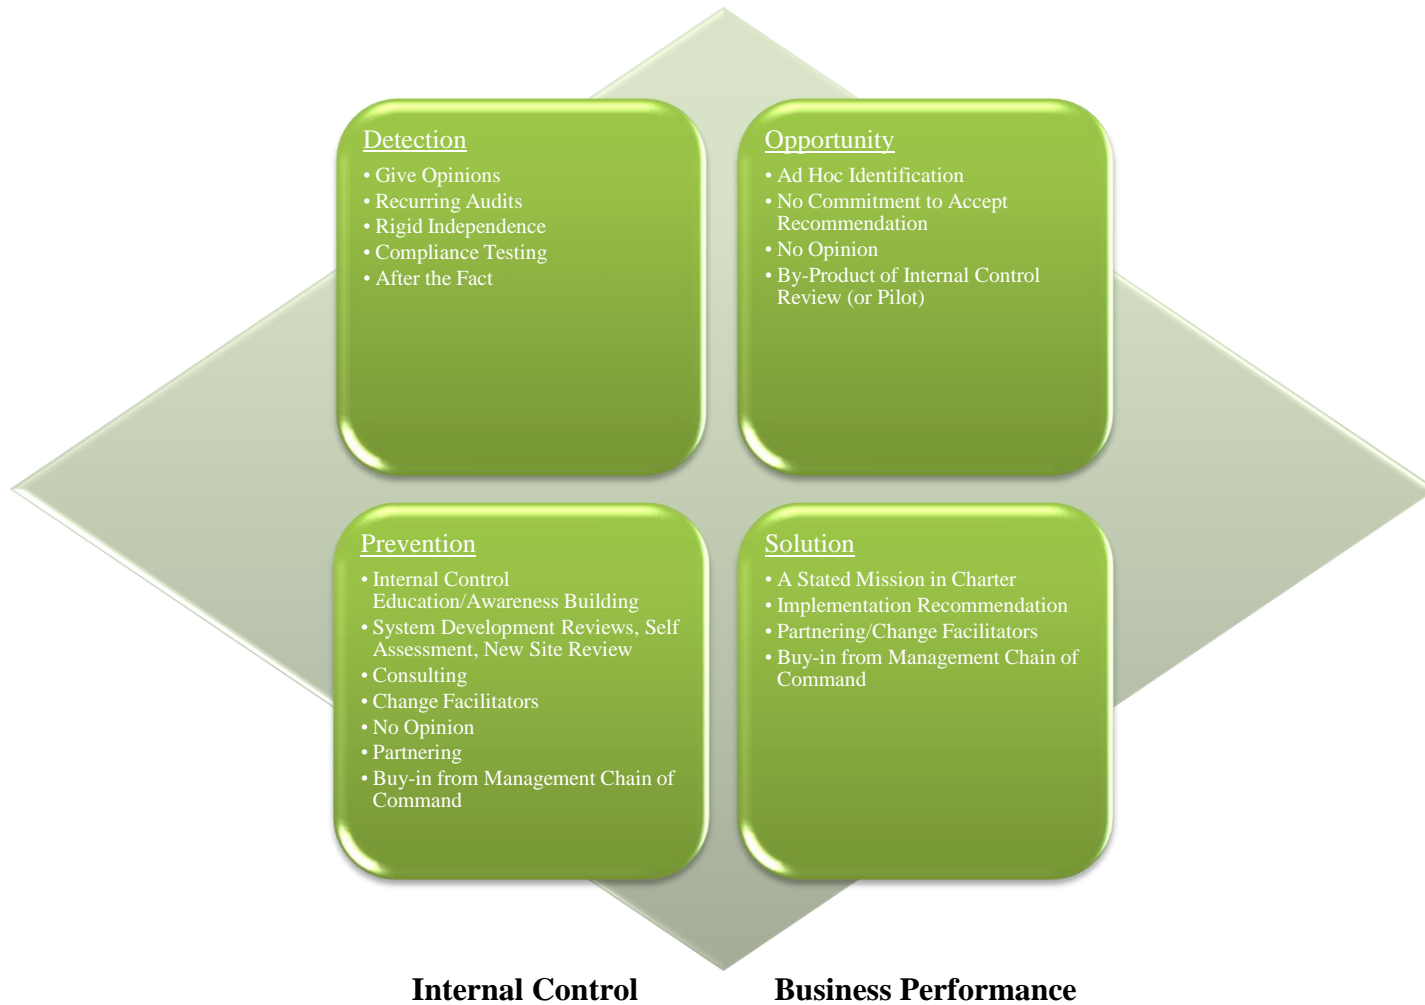 Detection
• Give Opinions
• Recurring Audits
• Rigid Independence
• Compliance Testing
• After the Fact
Opportunity
• Ad Hoc Identification
• No Commitment to Accept
Recommendation
• No Opinion
• By-Product of Internal Control
Review (or Pilot)
Prevention
• Internal Control
Education/Awareness Building
• System Development Reviews, Self
Assessment, New Site Review
• Consulting
• Change Facilitators
• No Opinion
• Partnering
• Buy-in from Management Chain of
Command
Solution
• A Stated Mission in Charter
• Implementation Recommendation
• Partnering/Change Facilitators
• Buy-in from Management Chain of
Command
Internal Control
Business Performance